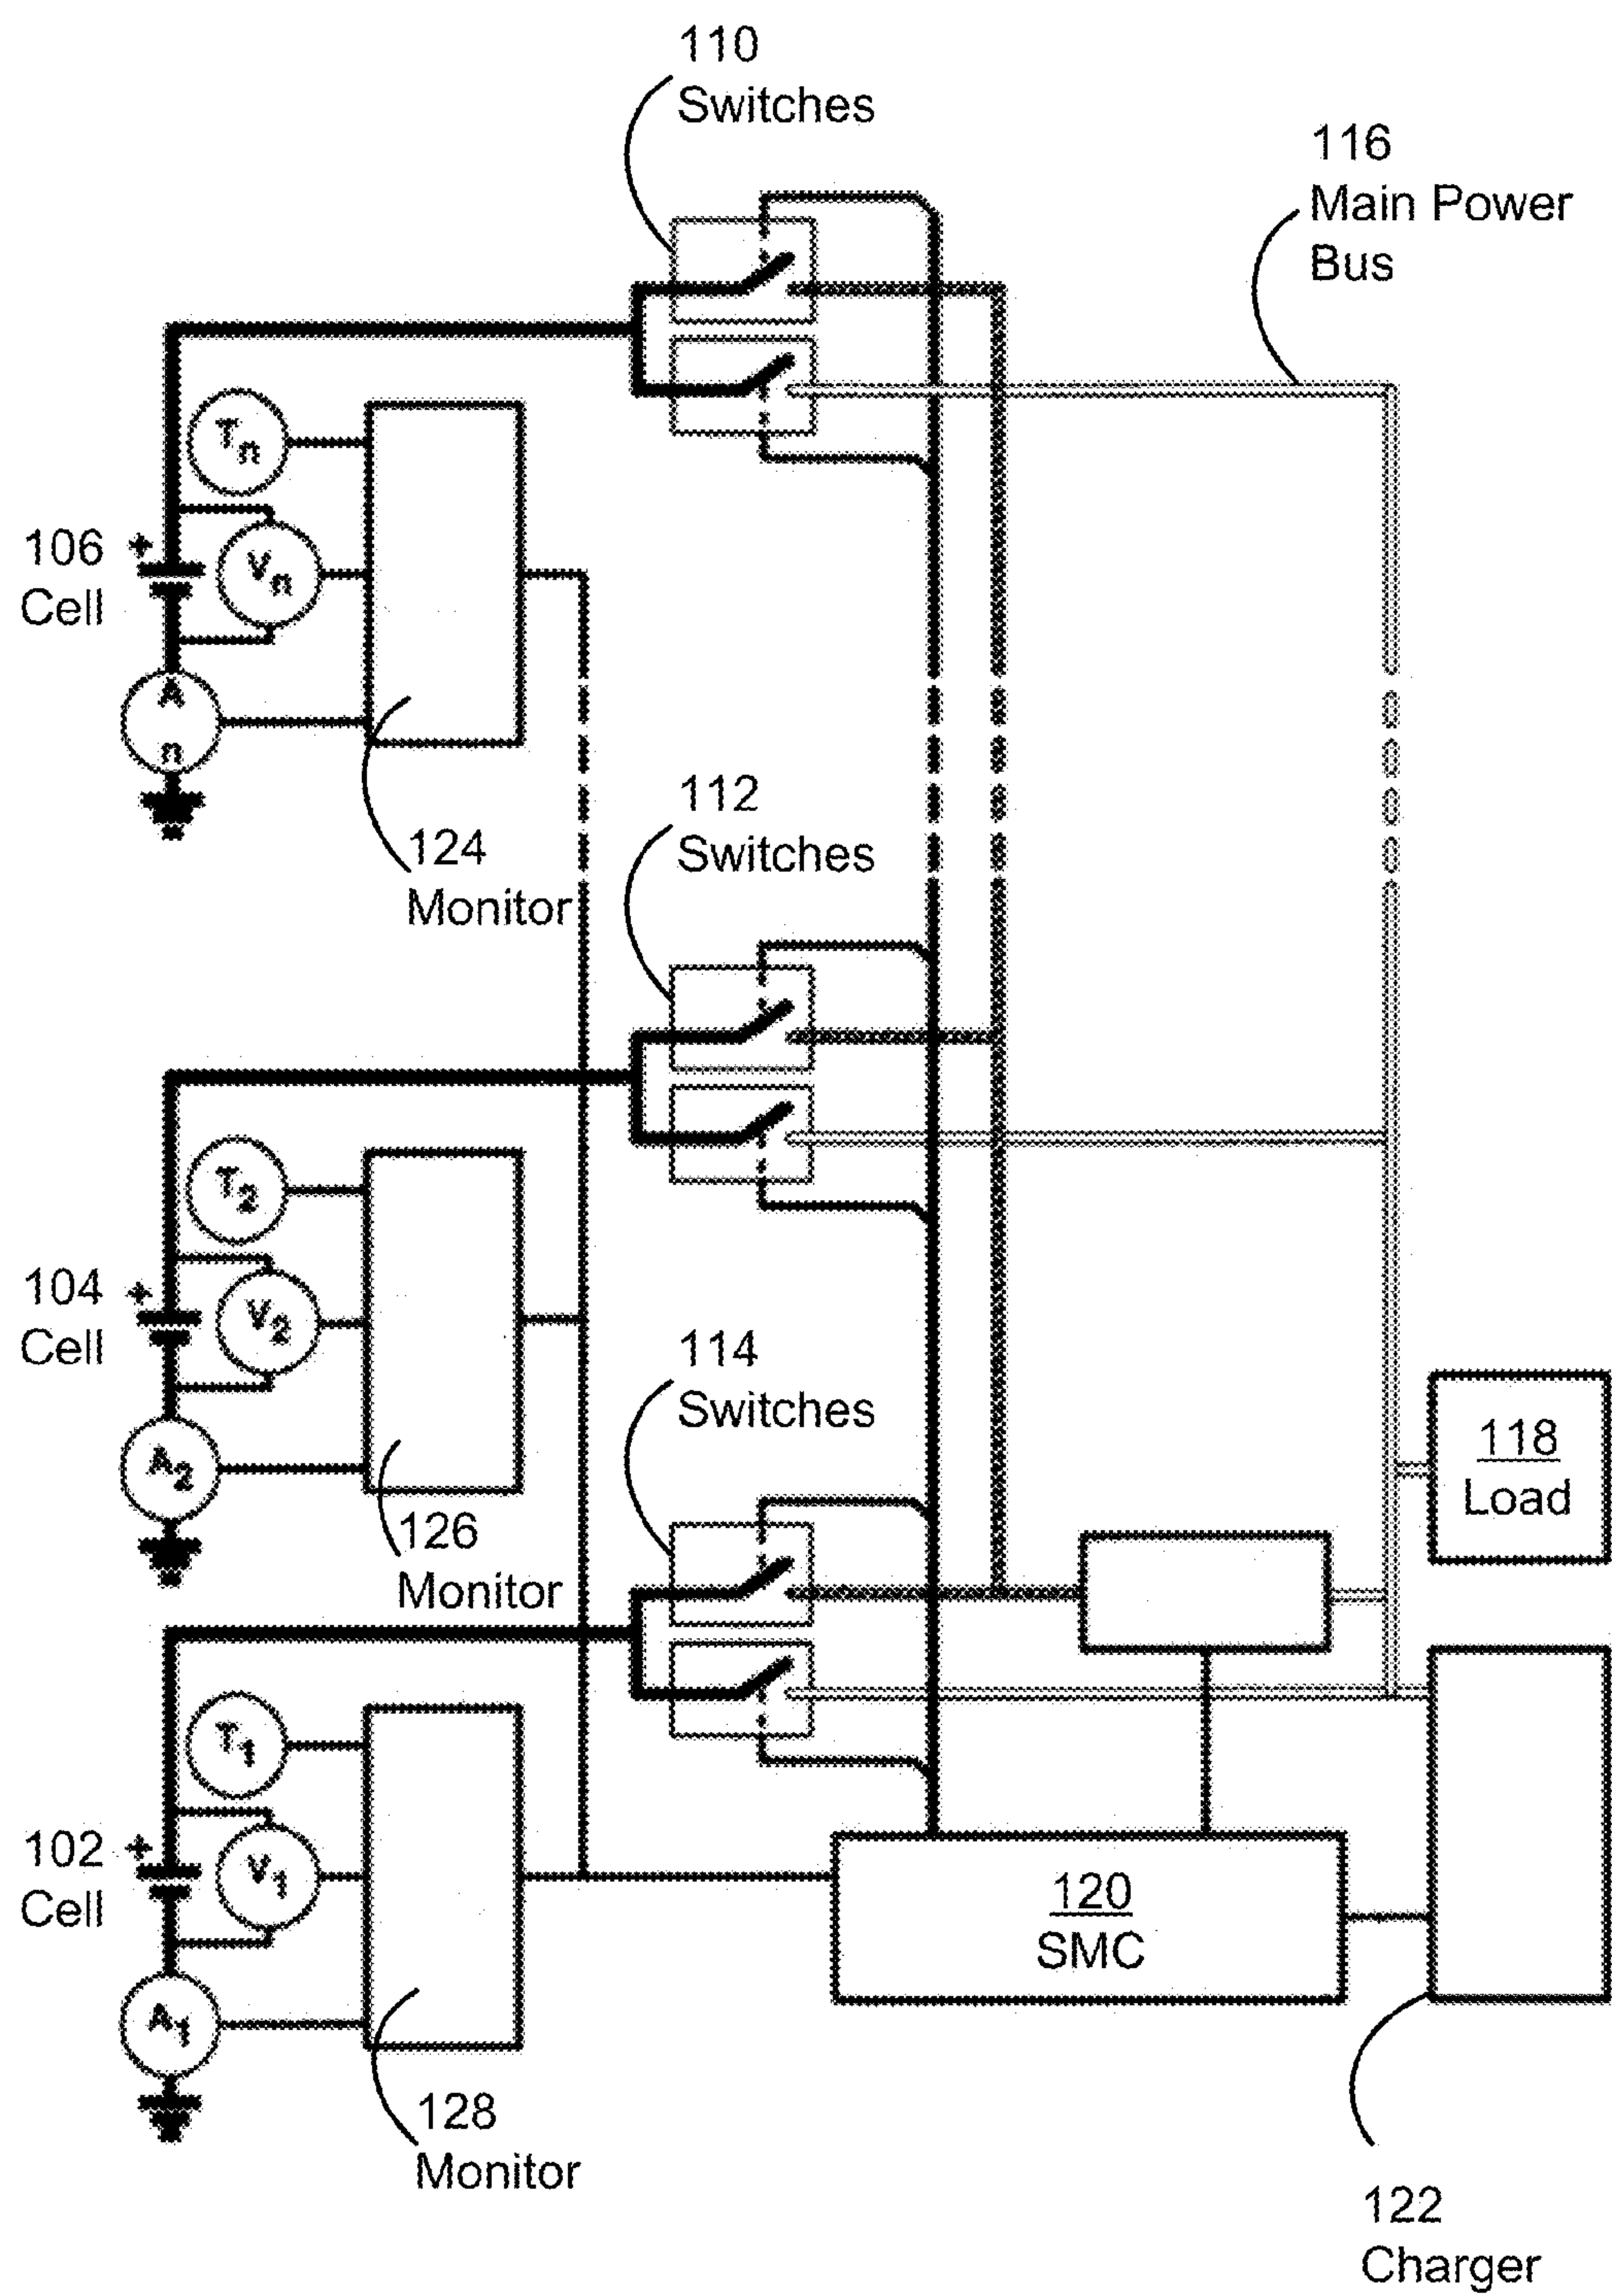 110
Switches
116
Main Power
Bus
Tn
106
Cell
+
Vn
A
n
124
Monitor
112
Switches
T2
104
Cell
+
V2
A2
126
Monitor
114
Switches
118
Load
T1
102
Cell
+
V1
A1
128
Monitor
120
SMC
122
Charger